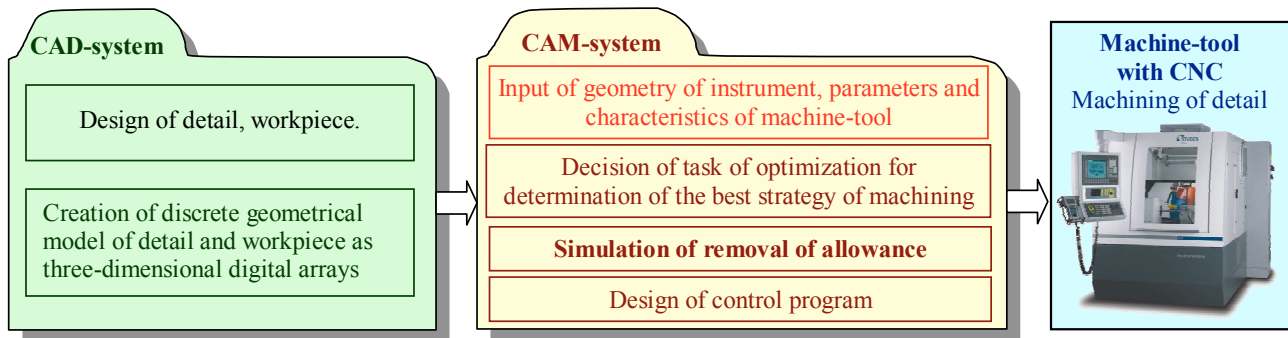 CAD-system
Design of detail, workpiece.
Creation of discrete geometrical
model of detail and workpiece as
three-dimensional digital arrays
CAM-system
Input of geometry of instrument, parameters and
characteristics of machine-tool
Decision of task of optimization for
determination of the best strategy of machining
Simulation of removal of allowance
Design of control program
Machine-tool
with CNC
Machining of detail
STUDER